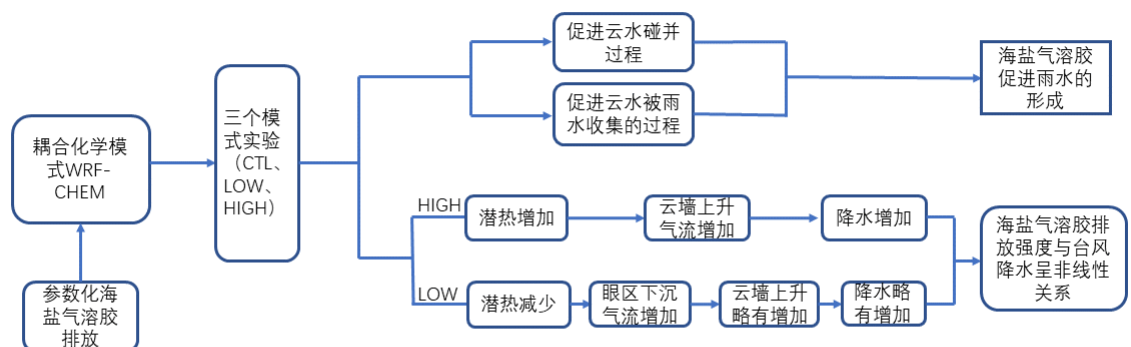 参数化海
盐气溶胶
排放
耦合化学模
式WRF-
CHEM
三个模
式实验
（CTL、
LOW、
HIGH）
促进云水碰并
过程
促进云水被雨
水收集的过程
海盐气溶胶
促进雨水的
形成
HIGH
潜热增加
云墙上升
气流增加
降水增加
LOW
潜热减少
眼区下沉
气流增加
云墙上升
略有增加
降水略
有增加
海盐气溶胶排
放强度与台风
降水呈非线性
关系